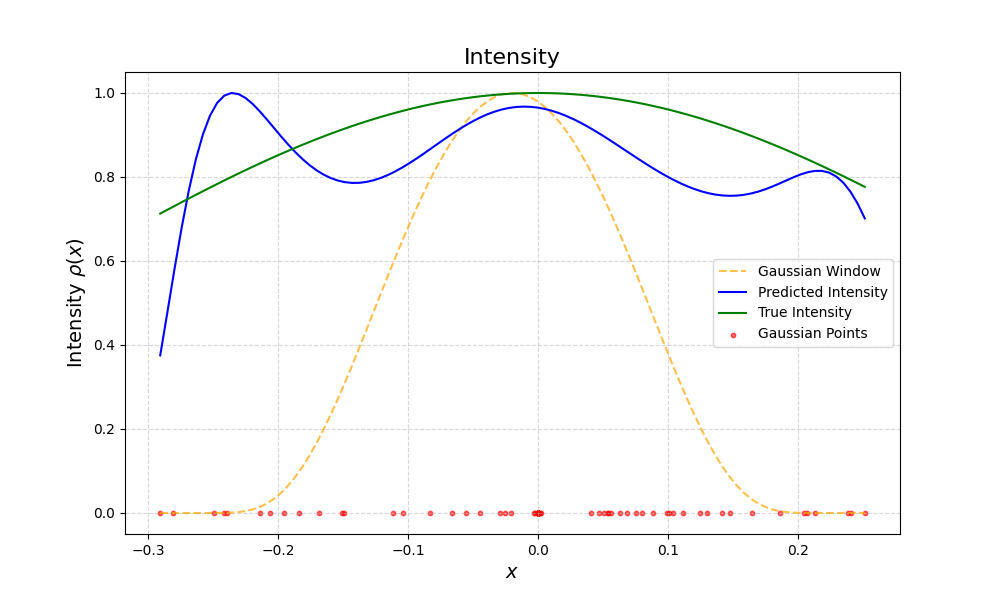 Intensity
Intensity ρ(x)
1.0
0.8
0.6
0.4
0.2
0.0
Gaussian Window
Predicted Intensity
True Intensity
Gaussian Points
−0.3 −0.2 −0.1 0.0 0.1 0.2
x